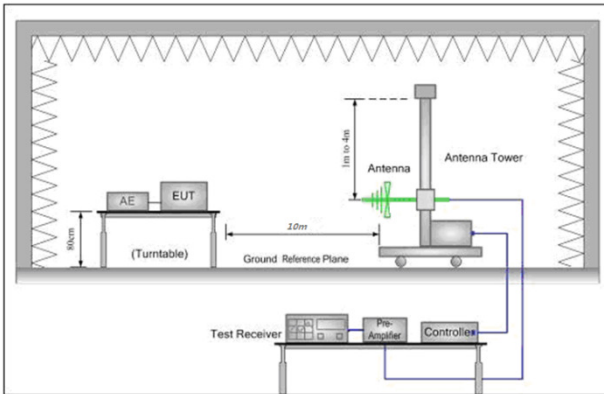 1m to 4m
Antenna
Antenna Tower
AE
EUT
80cm
(Turntable)
10m
Ground Reference Plane
Test Receiver
Pre-
Amplifier
Controller